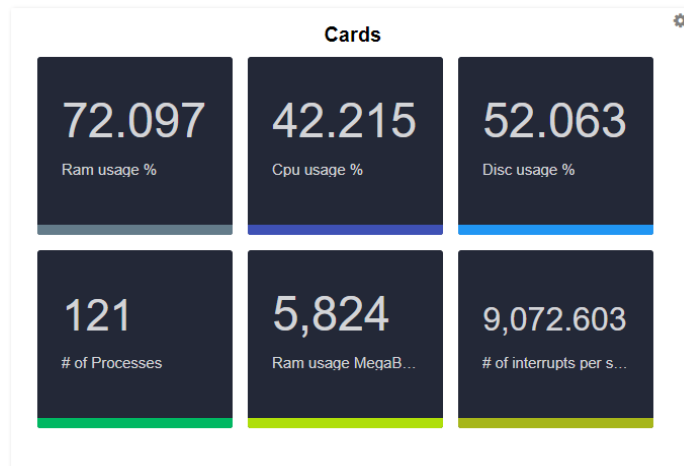 Cards
72.097
Ram usage %
42.215
Cpu usage %
52.063
Disc usage %
121
# of Processes
5,824
Ram usage MegaB...
9,072.603
# of interrupts per s...